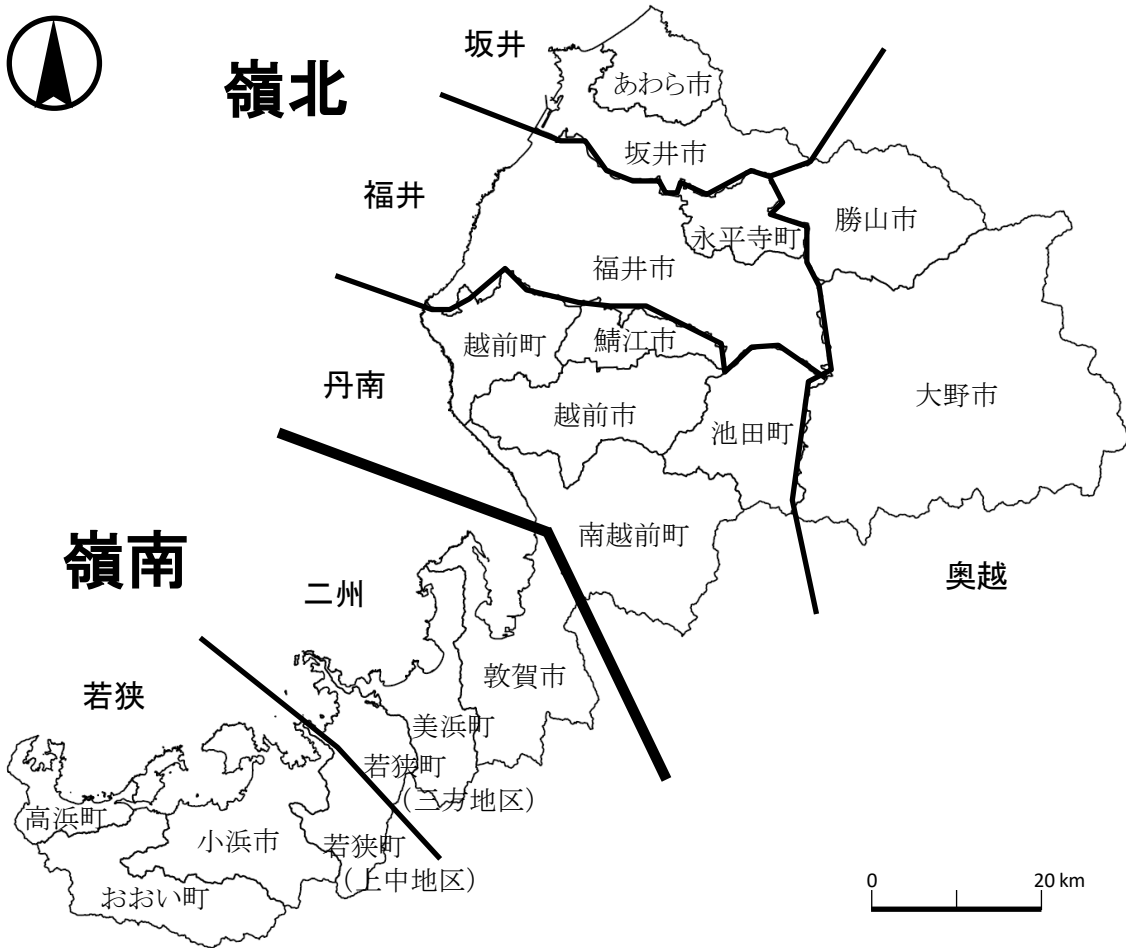 坂井
嶺北
あわら市
坂井市
福井
勝山市
永平寺町
福井市
越前町
鯖江市
丹南
大野市
越前市
池田町
嶺南
南越前町
奥越
二州
敦賀市
若狭
美浜町
若狭町
(三方地区)
高浜町
小浜市
若狭町
(上中地区)
おおい町
0 20 km